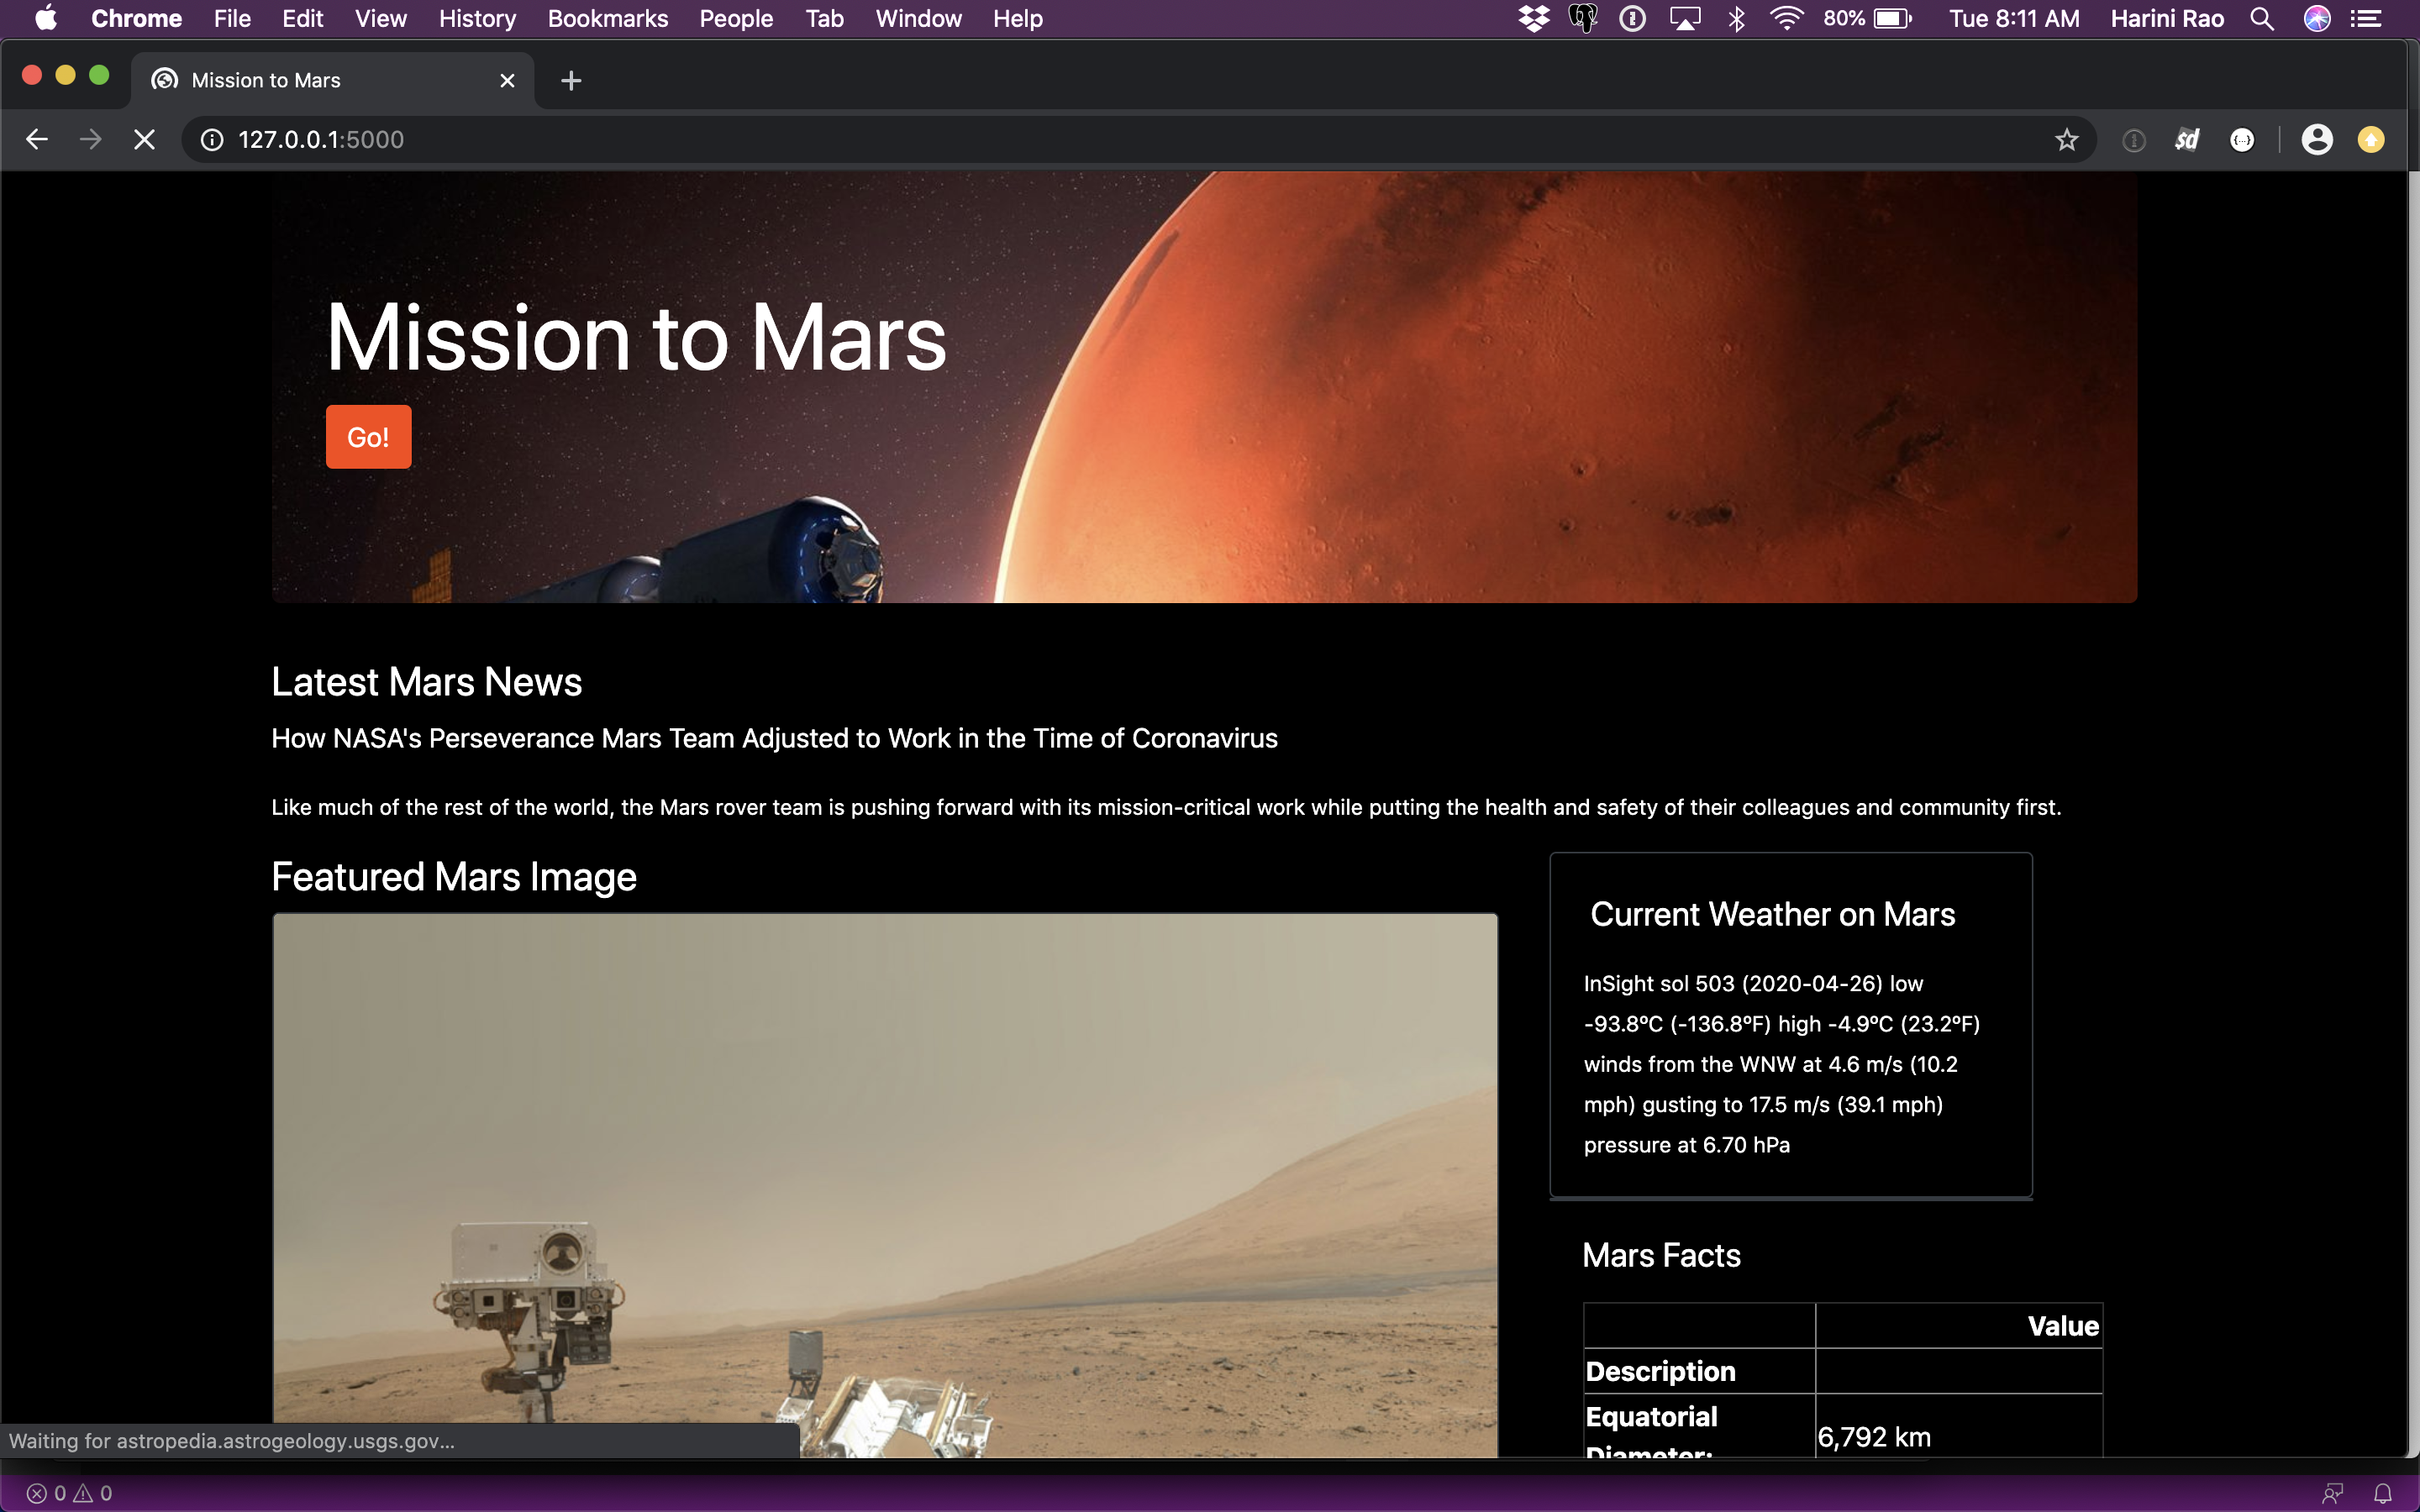 Chrome File Edit View History Bookmarks People Tab Window Help 80% Tue 8:11 AM Harini Rao
Mission to Mars
127.0.0.1:5000
$d
Mission to Mars
Go!
Latest Mars News
How NASA's Perseverance Mars Team Adjusted to Work in the Time of Coronavirus
Like much of the rest of the world, the Mars rover team is pushing forward with its mission-critical work while putting the health and safety of their colleagues and community first.
Featured Mars Image
Current Weather on Mars
InSight sol 503 (2020-04-26) low
-93.8ºC (-136.8ºF) high -4.9ºC (23.2ºF)
winds from the WNW at 4.6 m/s (10.2
mph) gusting to 17.5 m/s (39.1 mph)
pressure at 6.70 hPa
Mars Facts
Value
Description
Equatorial
Diameter:
6,792 km
Waiting for astropedia.astrogeology.usgs.gov...
0 0